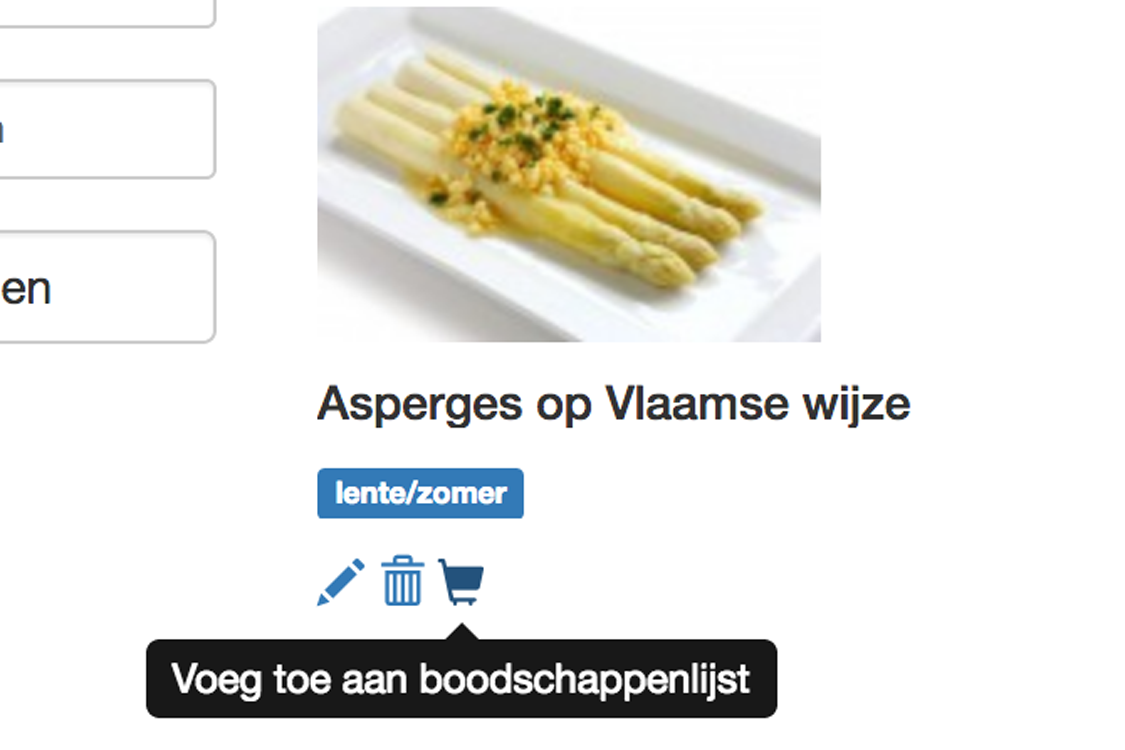 en
Asperges op Vlaamse wijze
lente/zomer
Voeg toe aan boodschappenlijst